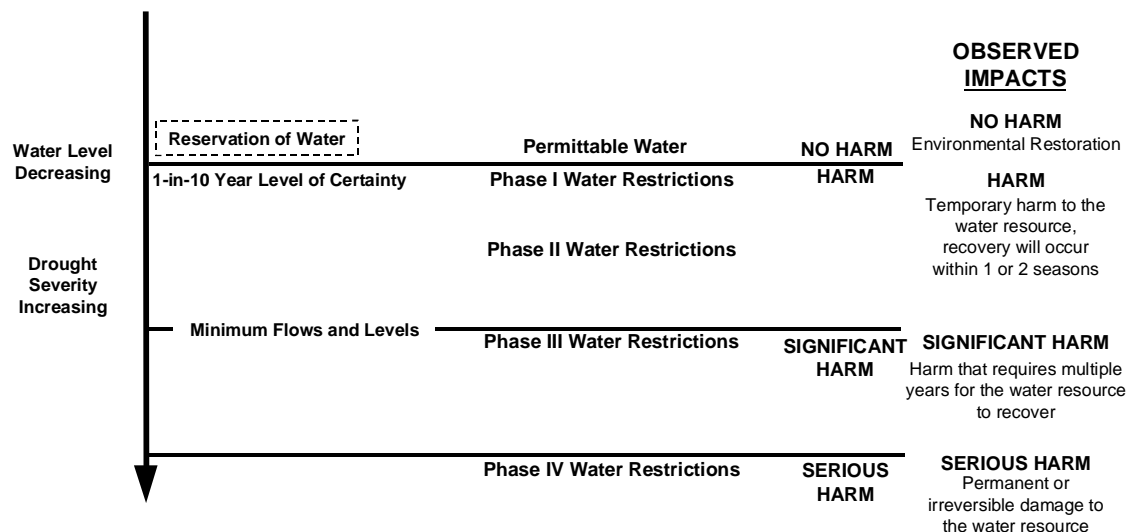 OBSERVED
IMPACTS
Reservation of Water
Permittable Water
NO HARM
NO HARM
Environmental Restoration
Water Level
Decreasing
1-in-10 Year Level of Certainty
Phase I Water Restrictions
HARM
HARM
Temporary harm to the
water resource,
recovery will occur
within 1 or 2 seasons
Phase II Water Restrictions
Drought
Severity
Increasing
Minimum Flows and Levels
Phase III Water Restrictions
SIGNIFICANT
HARM
SIGNIFICANT HARM
Harm that requires multiple
years for the water resource
to recover
Phase IV Water Restrictions
SERIOUS
HARM
SERIOUS HARM
Permanent or
irreversible damage to
the water resource